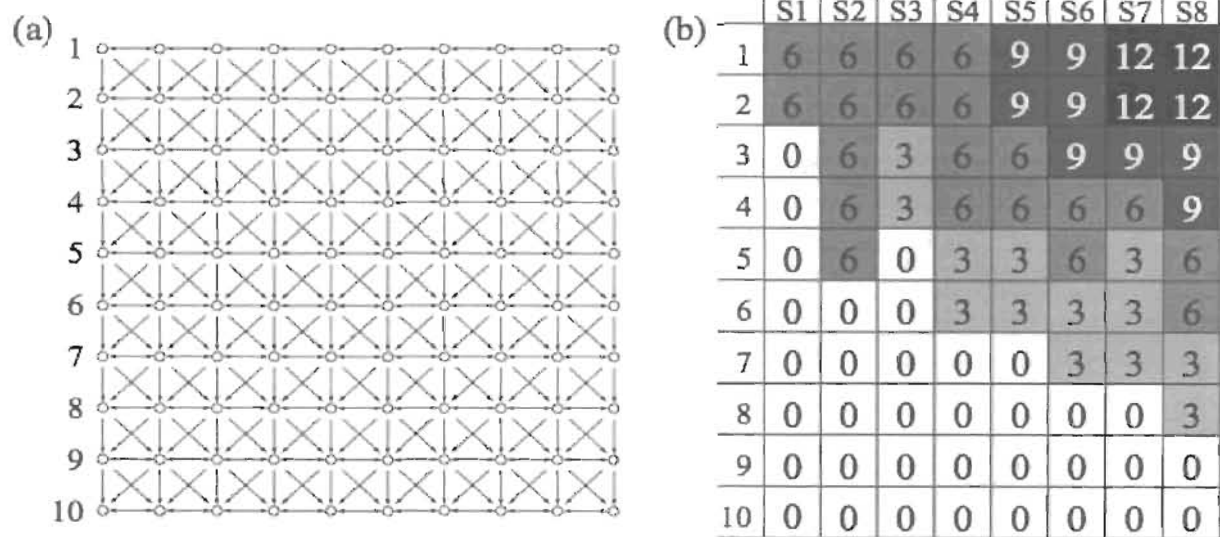 (a)
1
2
3
4
5
6
7
8
9
10
(b)
S1 S2 S3 S4 S5 S6 S7 S8
1 6 6 6 6 9 9 12 12
2 6 6 6 6 9 9 12 12
3 0 6 3 6 6 9 9 9
4 0 6 3 6 6 6 6 9
5 0 6 0 3 3 6 3 6
6 0 0 0 3 3 3 3 6
7 0 0 0 0 0 3 3 3
8 0 0 0 0 0 0 0 3
9 0 0 0 0 0 0 0 0
10 0 0 0 0 0 0 0 0